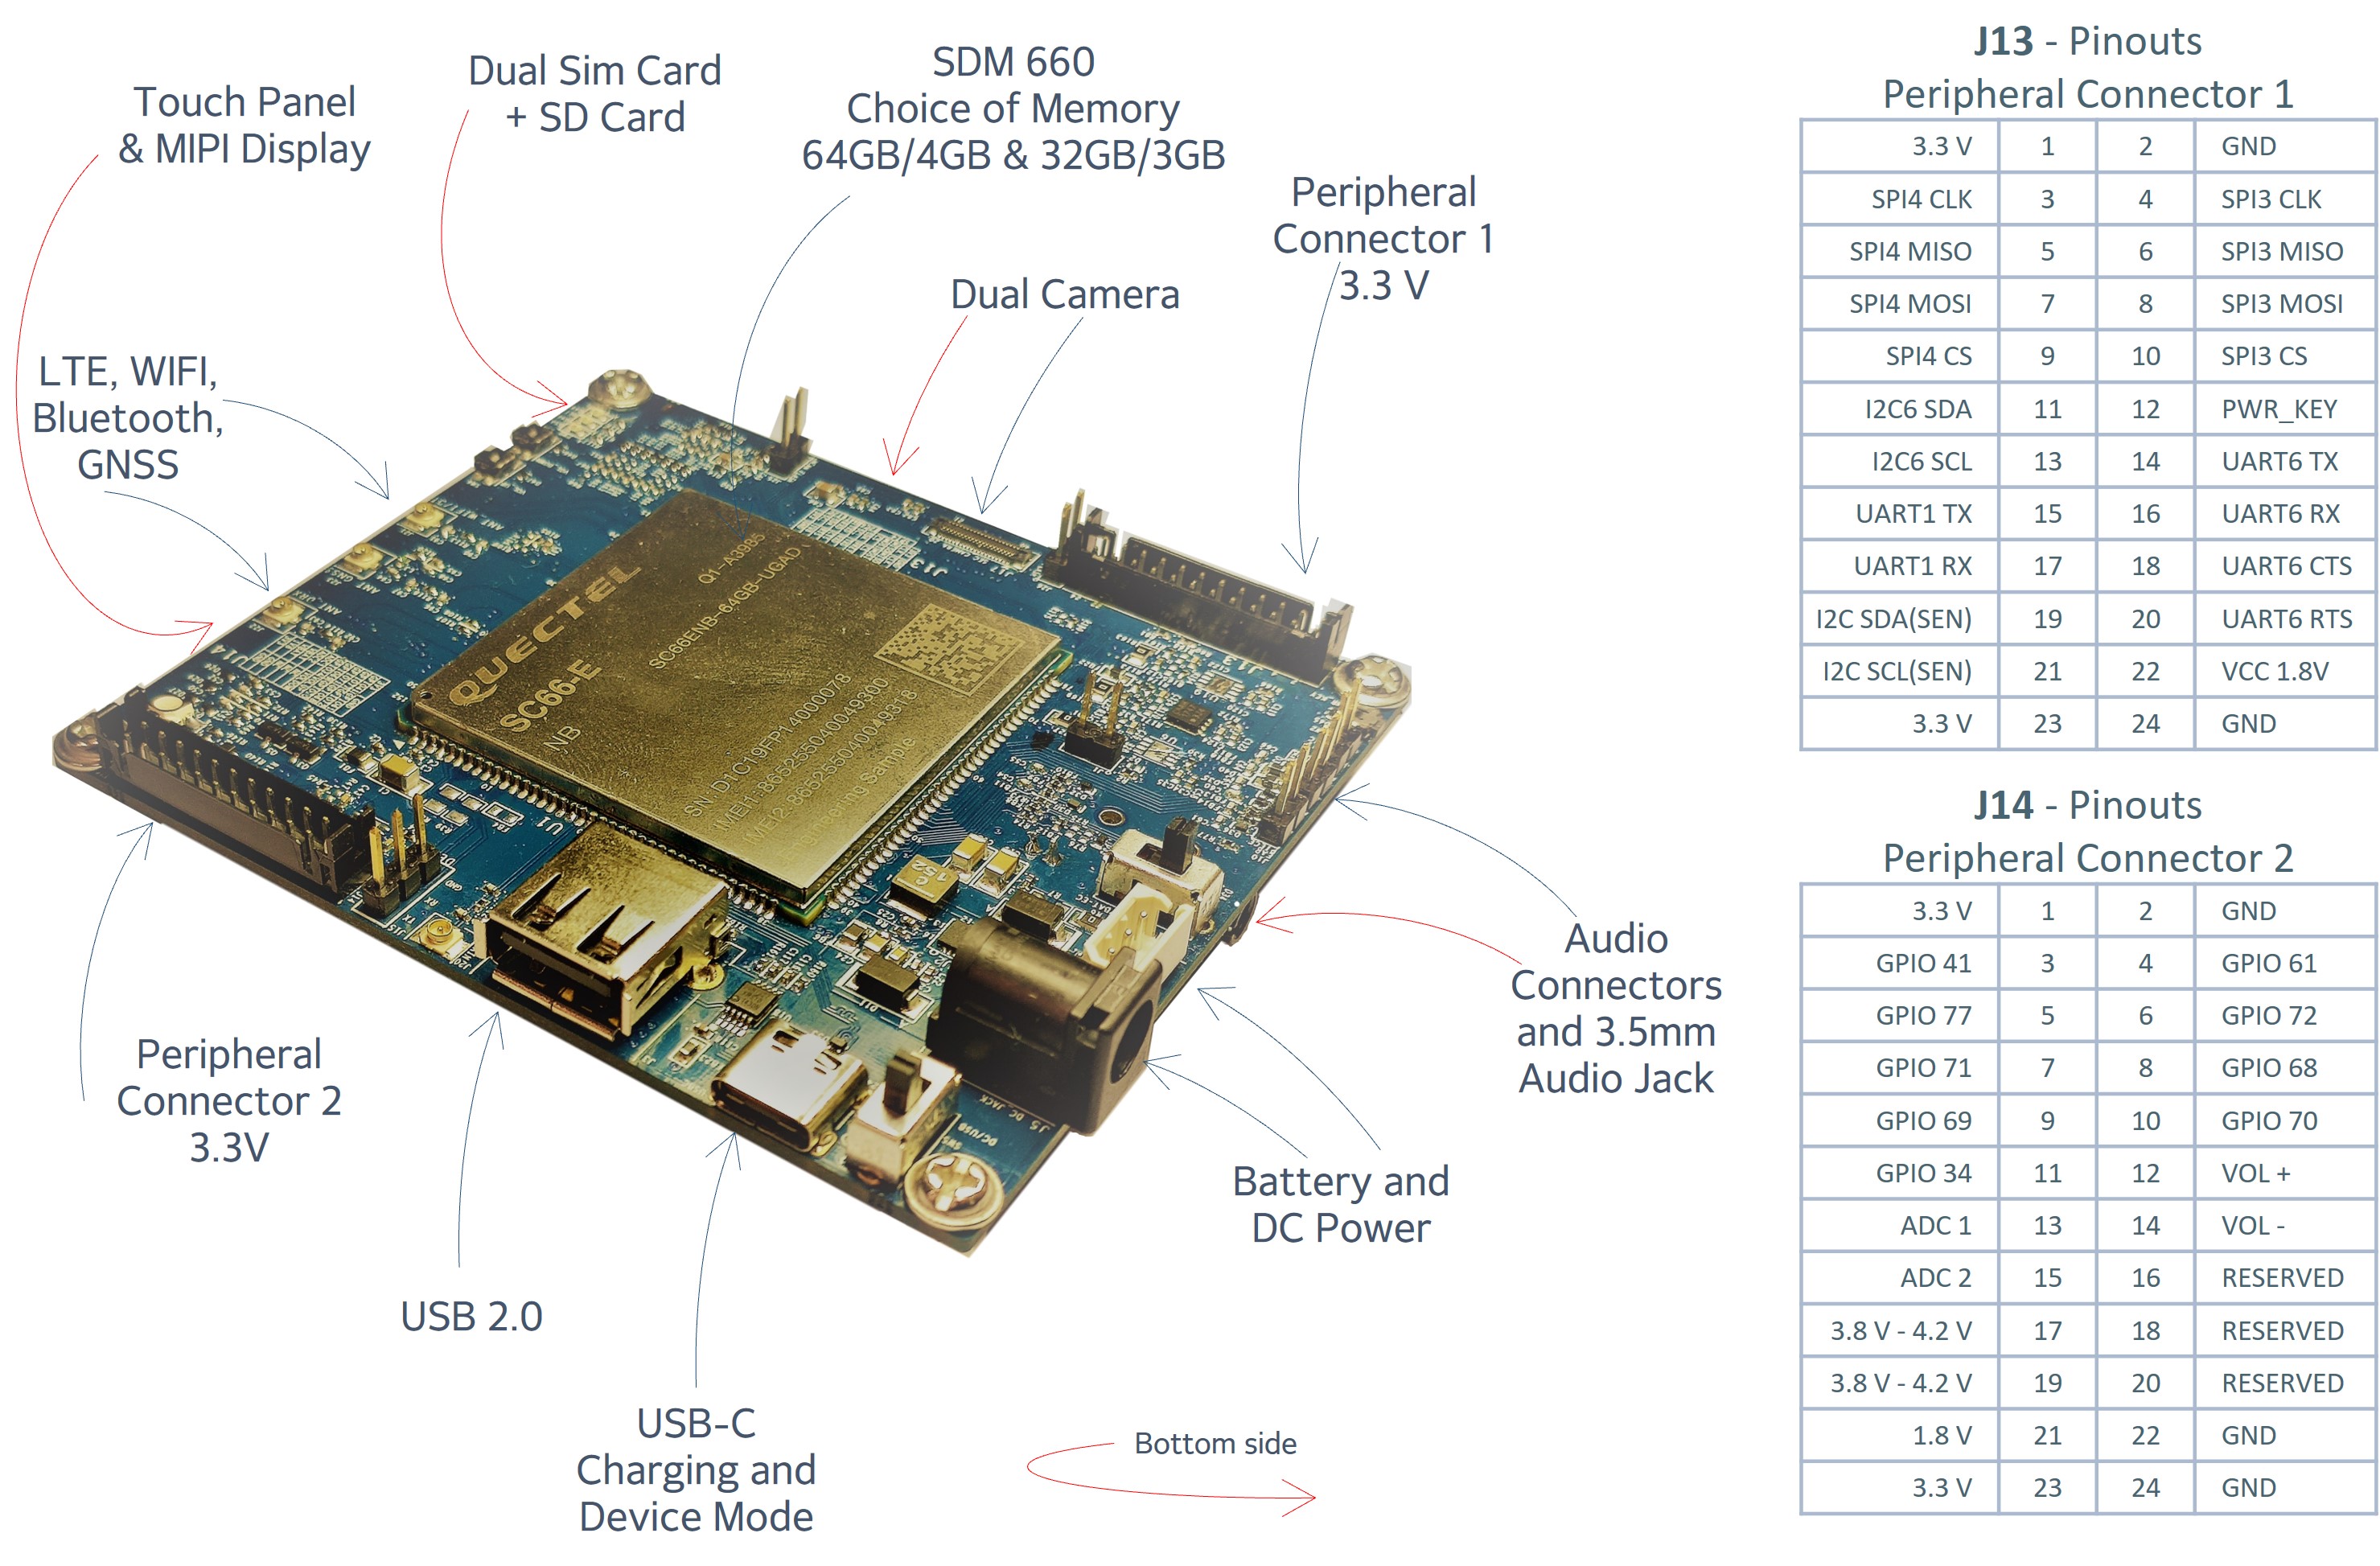 Touch Panel
& MIPI Display
Dual Sim Card
+ SD Card
SDM 660
Choice of Memory
64GB/4GB & 32GB/3GB
Peripheral
Connector 1
3.3 V
Dual Camera
LTE, WIFI,
Bluetooth,
GNSS
QUECTEL
Q1-A3985
SC66-E
SC66ENB-64GB-UGAD
NB
J13
J14
U1
152
J5 DC JACK
DC/USB
Peripheral
Connector 2
3.3V
USB 2.0
USB-C
Charging and
Device Mode
Audio
Connectors
and 3.5mm
Audio Jack
Battery and
DC Power
Bottom side
J13 - Pinouts
Peripheral Connector 1
3.3 V 1 2 GND
SPI4 CLK 3 4 SPI3 CLK
SPI4 MISO 5 6 SPI3 MISO
SPI4 MOSI 7 8 SPI3 MOSI
SPI4 CS 9 10 SPI3 CS
I2C6 SDA 11 12 PWR_KEY
I2C6 SCL 13 14 UART6 TX
UART1 TX 15 16 UART6 RX
UART1 RX 17 18 UART6 CTS
I2C SDA(SEN) 19 20 UART6 RTS
I2C SCL(SEN) 21 22 VCC 1.8V
3.3 V 23 24 GND
J14 - Pinouts
Peripheral Connector 2
3.3 V 1 2 GND
GPIO 41 3 4 GPIO 61
GPIO 77 5 6 GPIO 72
GPIO 71 7 8 GPIO 68
GPIO 69 9 10 GPIO 70
GPIO 34 11 12 VOL +
ADC 1 13 14 VOL -
ADC 2 15 16 RESERVED
3.8 V - 4.2 V 17 18 RESERVED
3.8 V - 4.2 V 19 20 RESERVED
1.8 V 21 22 GND
3.3 V 23 24 GND